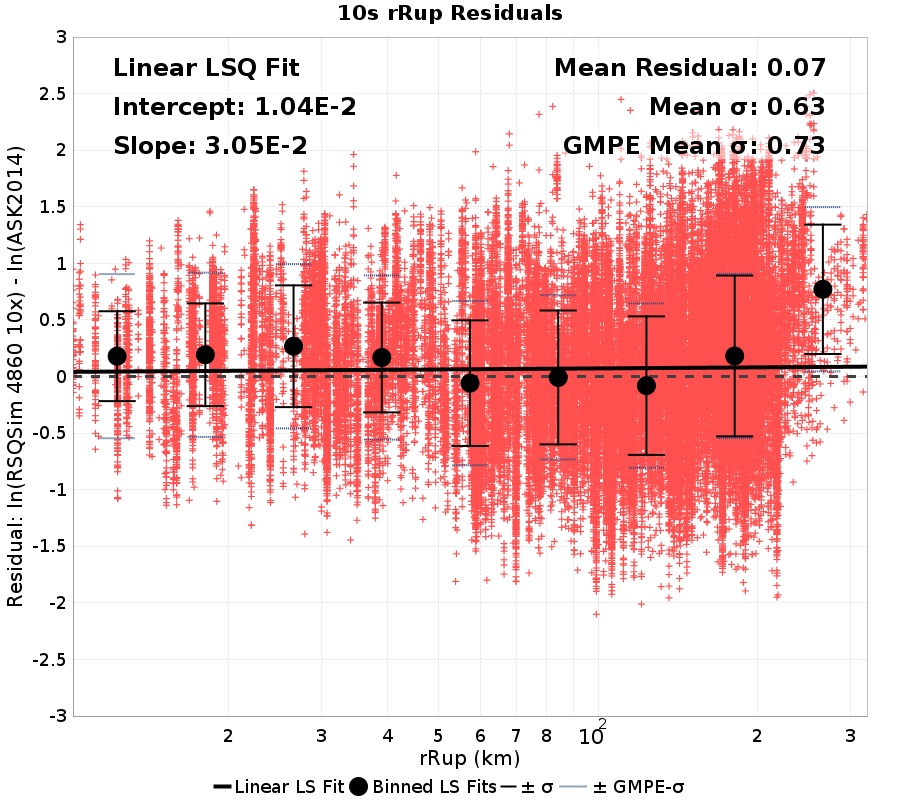 10s rRup Residuals
Linear LSQ Fit
Intercept: 1.04E-2
Slope: 3.05E-2
Mean Residual: 0.07
Mean σ: 0.63
GMPE Mean σ: 0.73
Residual: ln(RSQSim 4860 10x) - ln(ASK2014)
3
2.5
2
1.5
1
0.5
0
-0.5
-1
-1.5
-2
-2.5
-3
2 3 4 5 6 7 8 10^2 2 3
rRup (km)
Linear LS Fit Binned LS Fits ± σ ± GMPE-σ